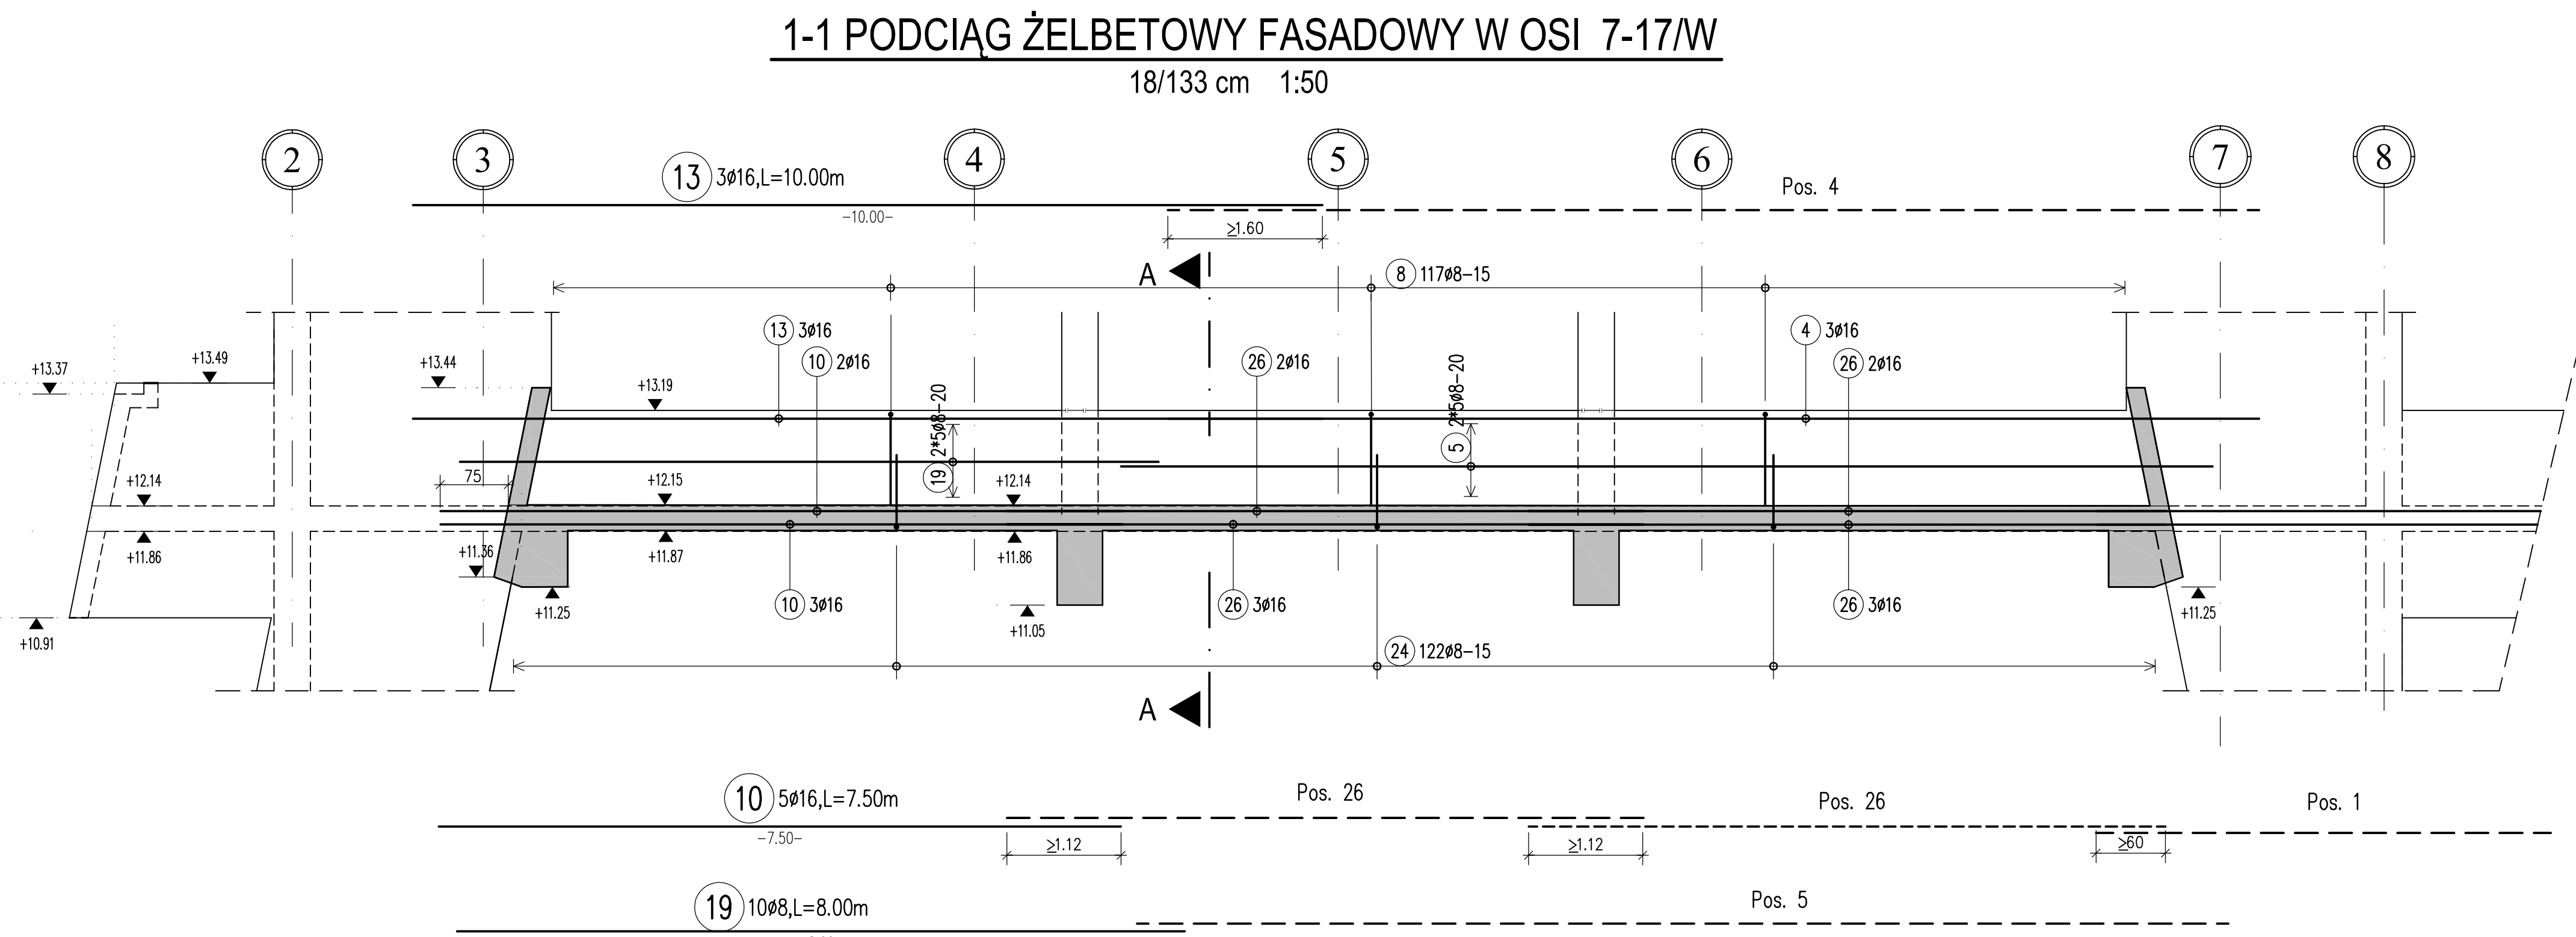 1-1 PODCIĄG ŻELBETOWY FASADOWY W OSI 7-17/W
18/133 cm 1:50
2 3 4 5 6 7 8
13 3ø16,L=10.00m
-10.00-
Pos. 4
≥1.60
A
8 117ø8-15
13 3ø16
10 2ø16
26 2ø16
4 3ø16
26 2ø16
+13.37
+13.49
+13.44
+13.19
19 2*5ø8-20
5 2*5ø8-20
75
+12.14
+12.15
+12.14
+11.86
+11.36
+11.87
+11.86
+11.25
+11.05
+11.25
+10.91
10 3ø16
26 3ø16
26 3ø16
24 122ø8-15
A
10 5ø16,L=7.50m
-7.50-
Pos. 26
Pos. 26
Pos. 1
≥1.12
≥1.12
≥60
19 10ø8,L=8.00m
Pos. 5